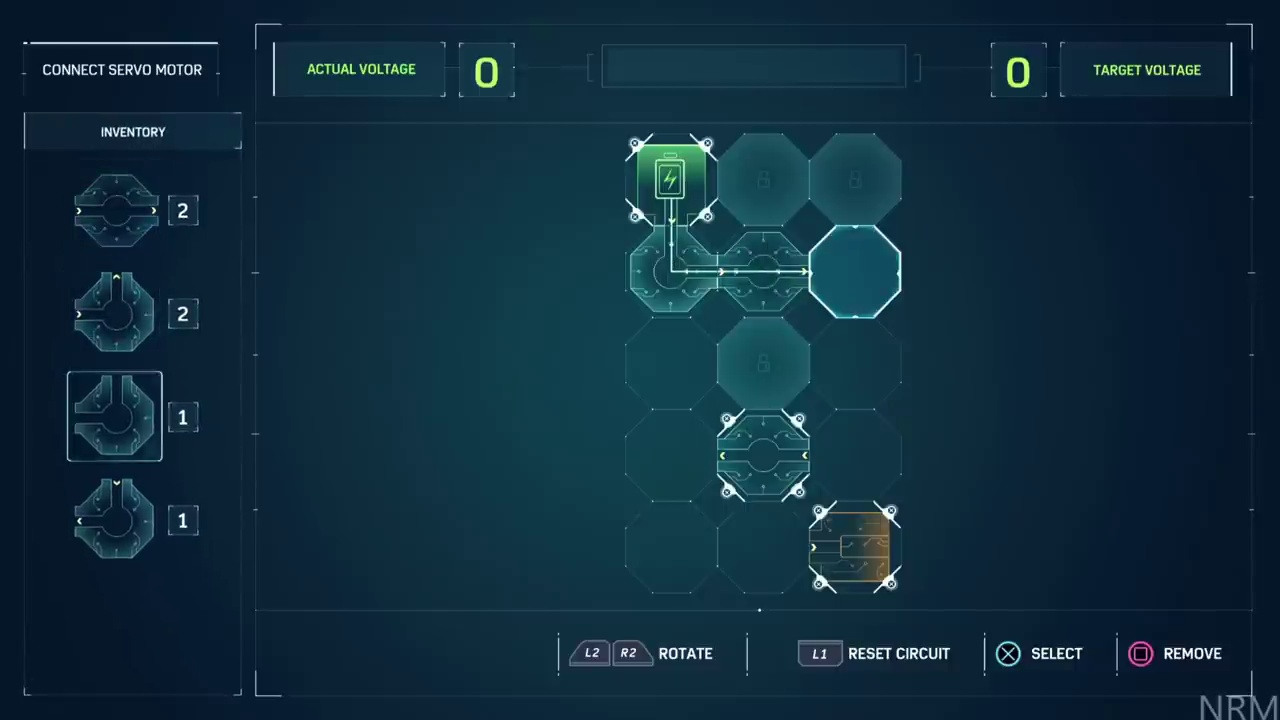 CONNECT SERVO MOTOR
ACTUAL VOLTAGE
0
0
TARGET VOLTAGE
INVENTORY
2
2
1
1
L2 R2 ROTATE
L1 RESET CIRCUIT
SELECT
REMOVE
NRM